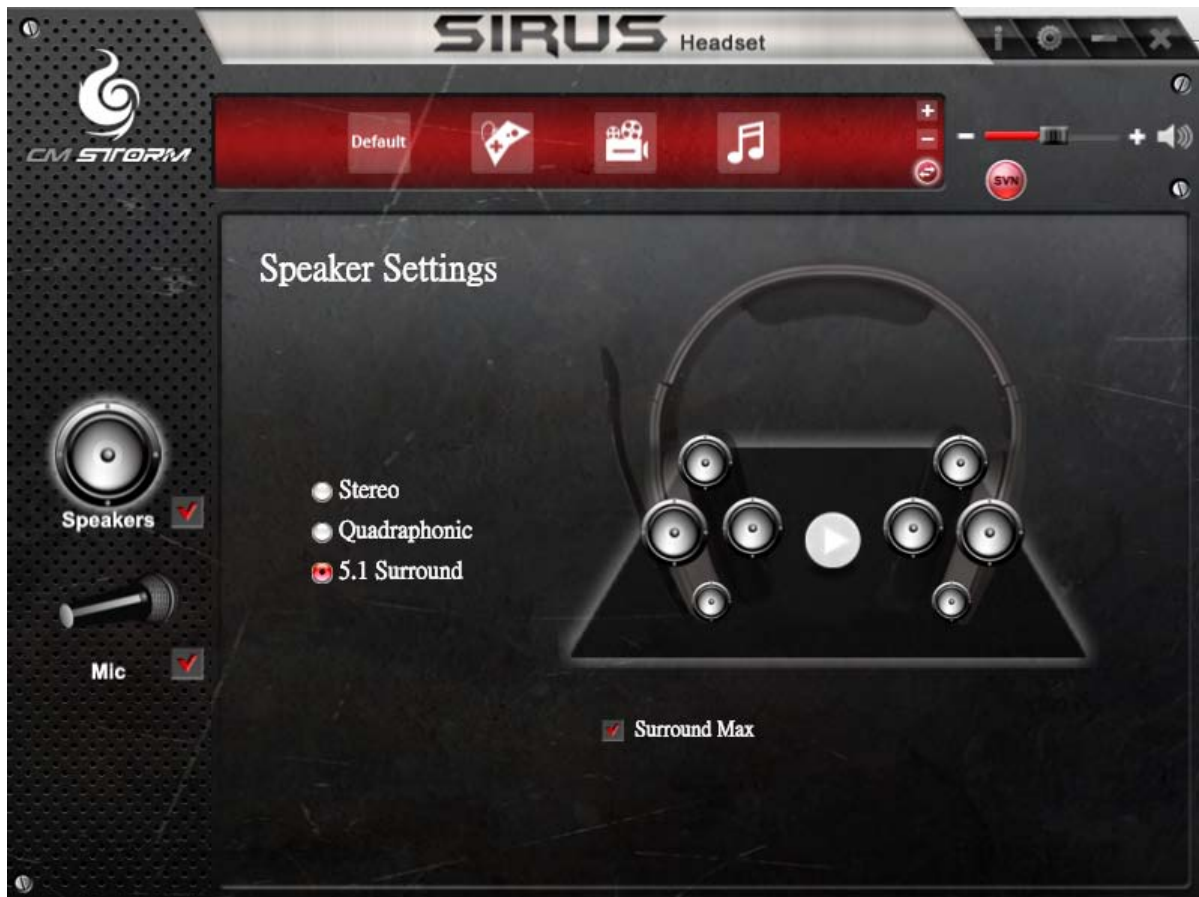 SIRUS Headset
CM STORM
Default
SVN
Speaker Settings
Stereo
Quadraphonic
5.1 Surround
Speakers
Mic
Surround Max